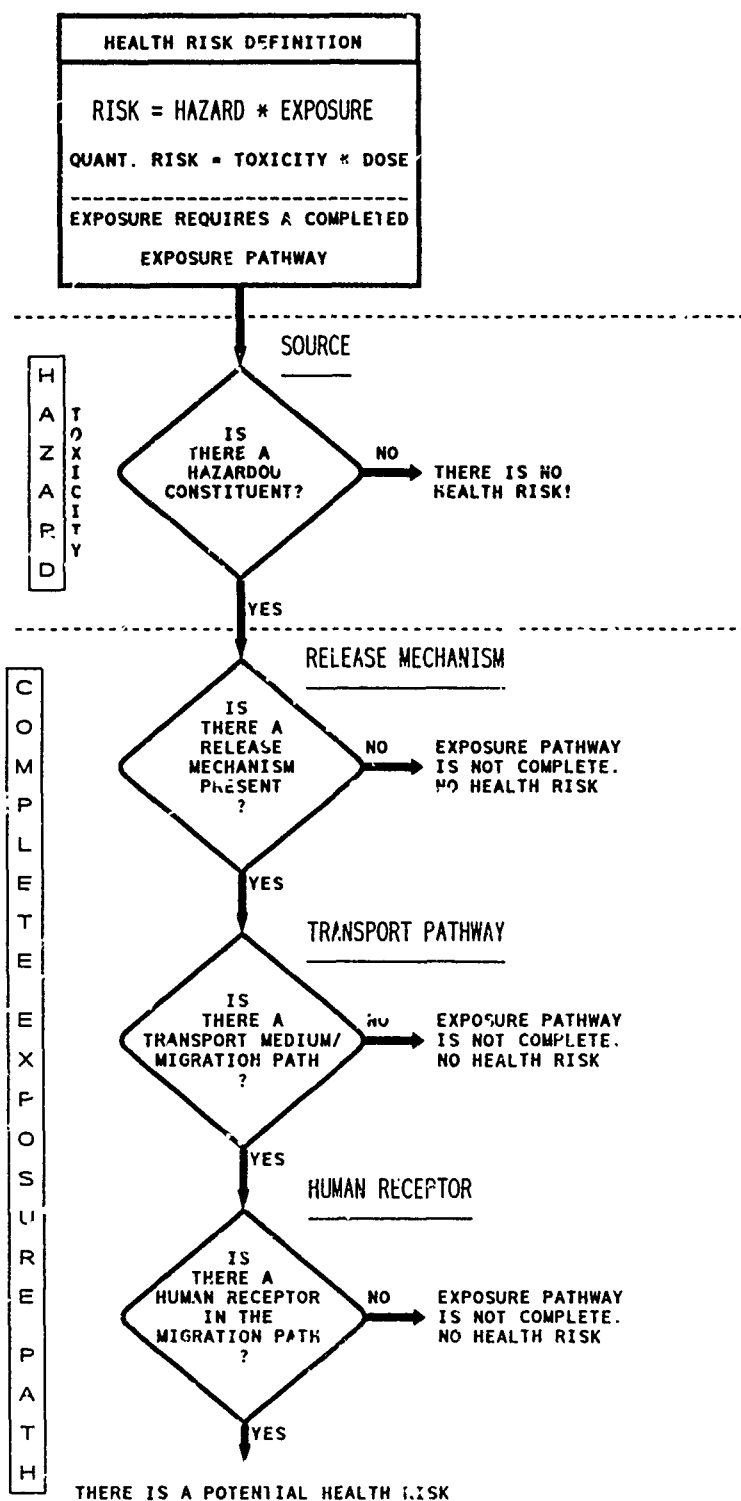 HEALTH RISK DEFINITION
RISK = HAZARD * EXPOSURE
QUANT. RISK = TOXICITY * DOSE
EXPOSURE REQUIRES A COMPLETED
EXPOSURE PATHWAY
SOURCE
HAZARD
TOXICITY
IS
THERE A
HAZARDOU
CONSTITUENT?
NO
THERE IS NO
HEALTH RISK!
YES
RELEASE MECHANISM
COMPLETE EXPOSURE PATH
IS
THERE A
RELEASE
MECHANISM
PRESENT
?
NO
EXPOSURE PATHWAY
IS NOT COMPLETE.
NO HEALTH RISK
YES
TRANSPORT PATHWAY
IS
THERE A
TRANSPORT MEDIUM/
MIGRATION PATH
?
NO
EXPOSURE PATHWAY
IS NOT COMPLETE.
NO HEALTH RISK
YES
HUMAN RECEPTOR
IS
THERE A
HUMAN RECEPTOR
IN THE
MIGRATION PATH
?
NO
EXPOSURE PATHWAY
IS NOT COMPLETE.
NO HEALTH RISK
YES
THERE IS A POTENTIAL HEALTH RISK